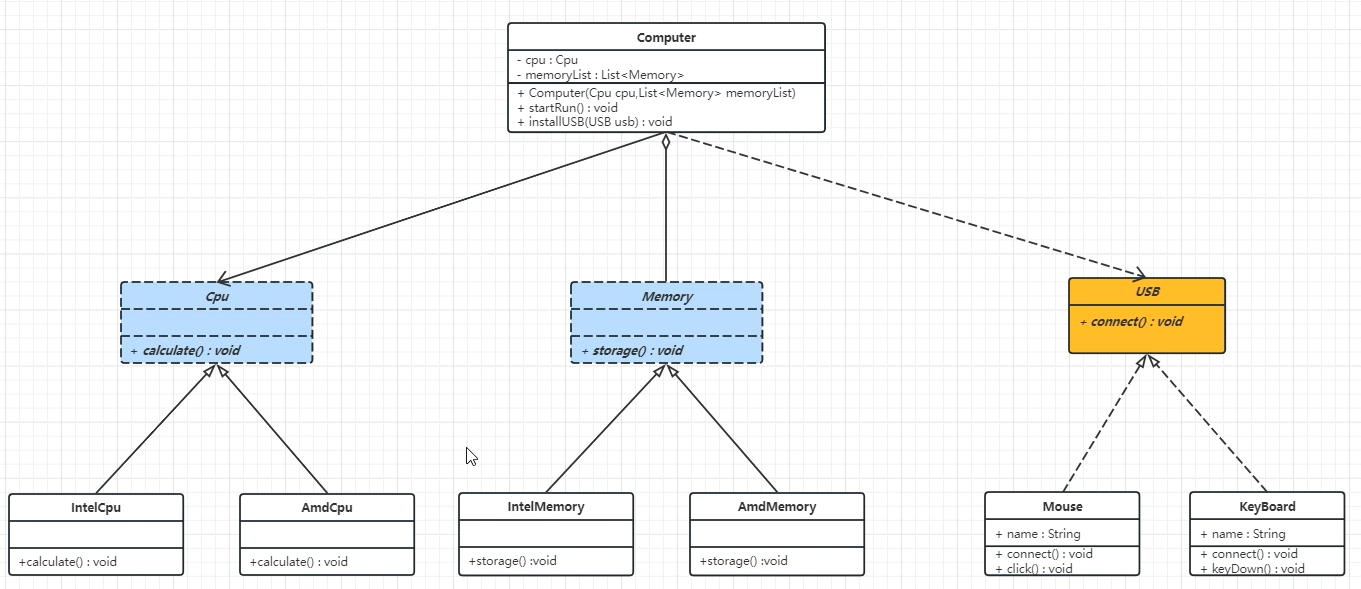 Computer
- cpu : Cpu
- memoryList : List<Memory>
+ Computer(Cpu cpu,List<Memory> memoryList)
+ startRun() : void
+ installUSB(USB usb) : void
Cpu
+ calculate() : void
Memory
+ storage() : void
USB
+ connect() : void
IntelCpu
+calculate() : void
AmdCpu
+calculate() : void
IntelMemory
+storage() :void
AmdMemory
+storage() :void
Mouse
+ name : String
+ connect() : void
+ click() : void
KeyBoard
+ name : String
+ connect() : void
+ keyDown() : void